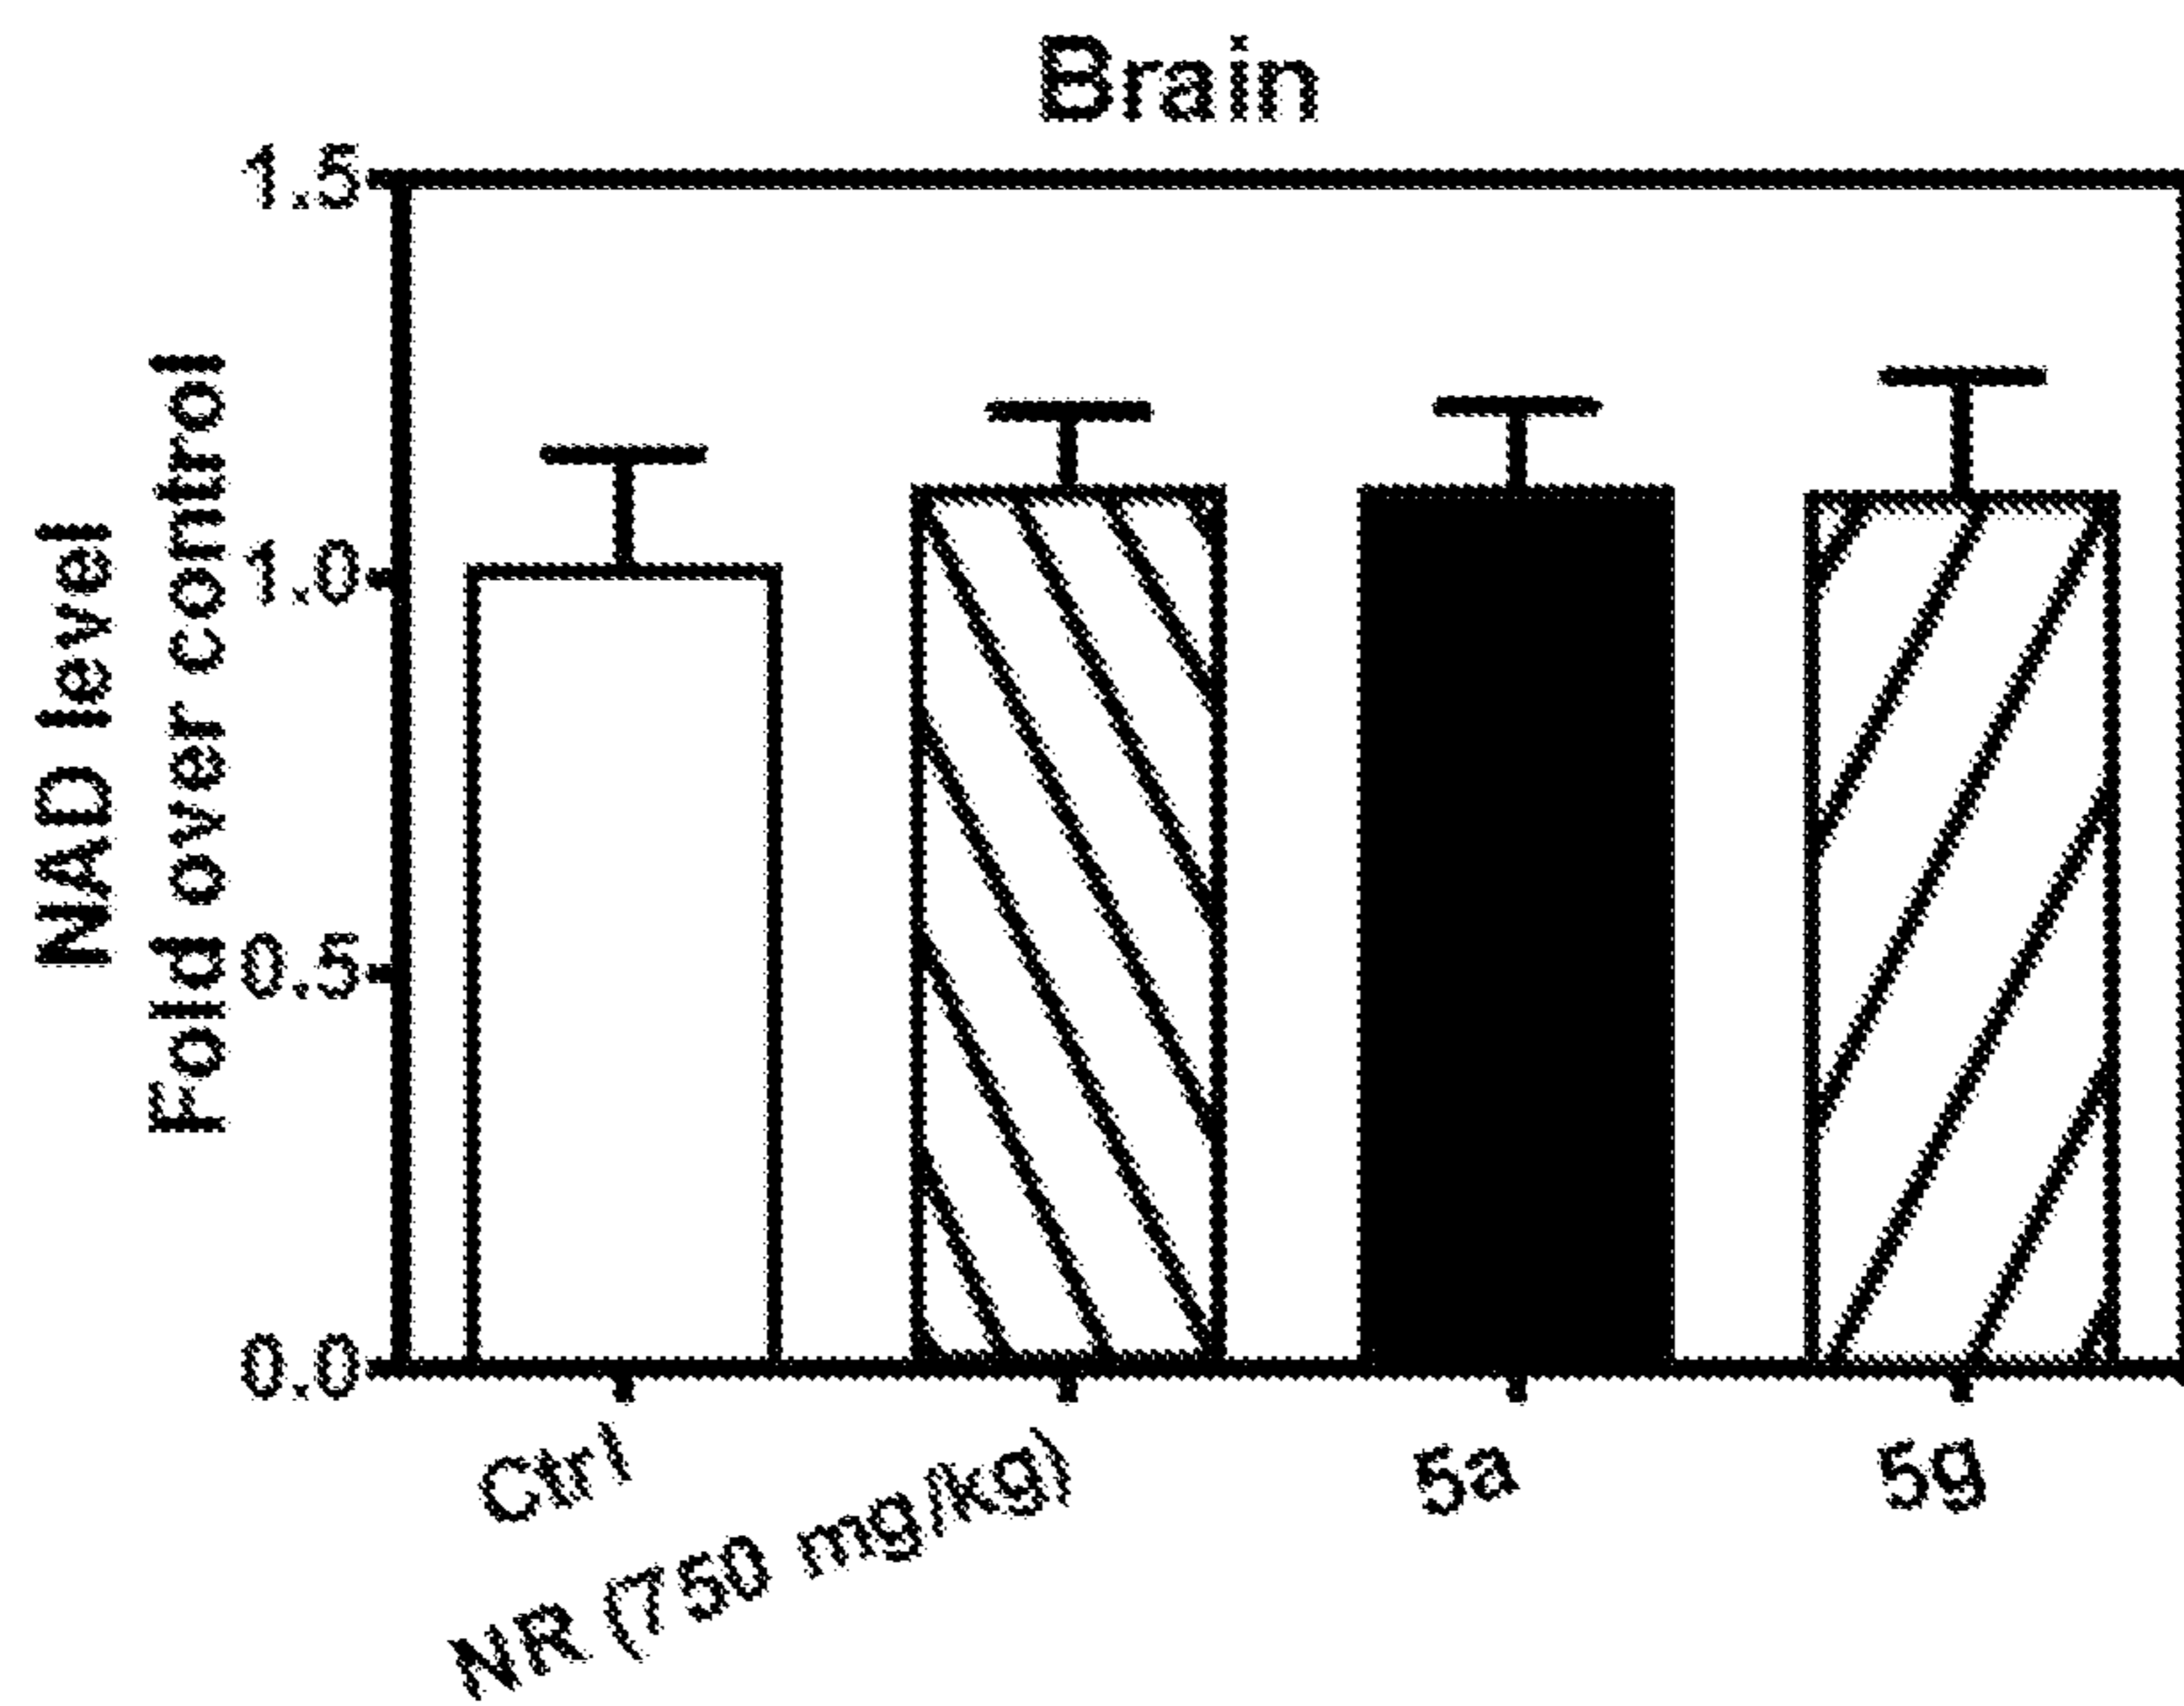 Brain
NAD level
Fold over control
1.5
1.0
0.5
0.0
Ctrl
NR (750 mg/kg)
5a
5g